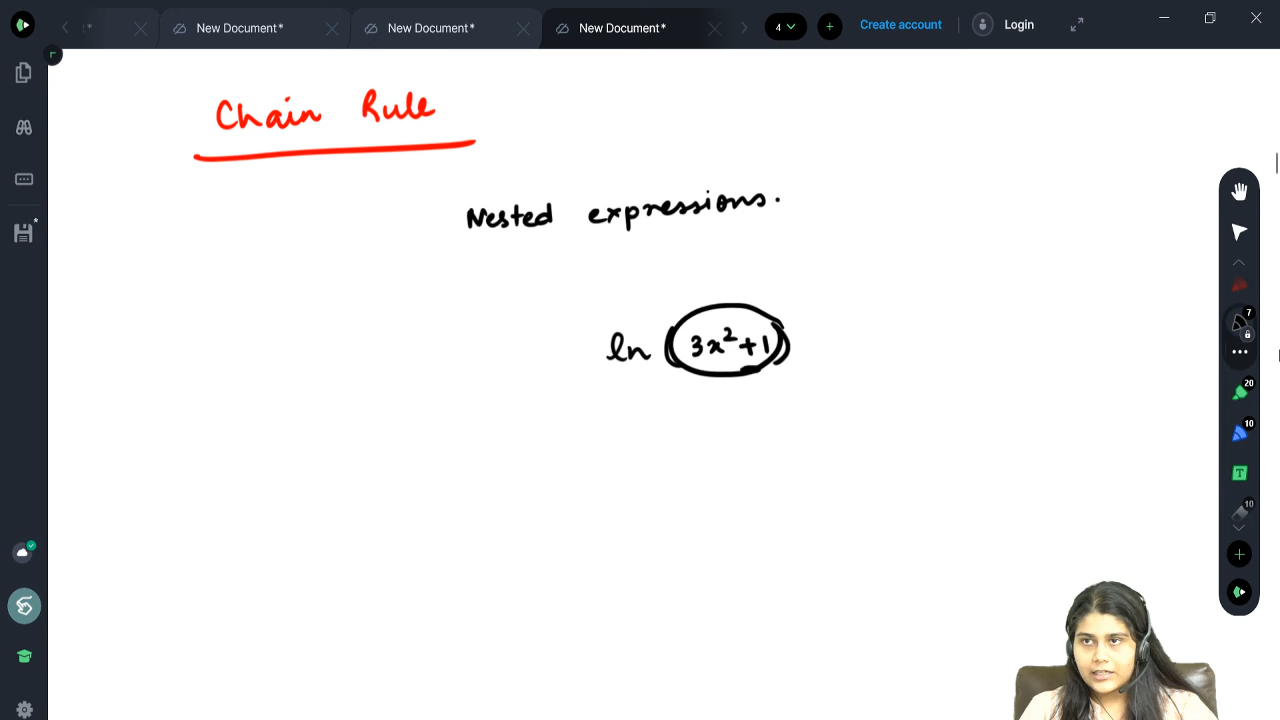 New Document* New Document* New Document* 4 Create account Login
Chain Rule
Nested expressions.
ln (3x²+1)
7
20
10
T
10